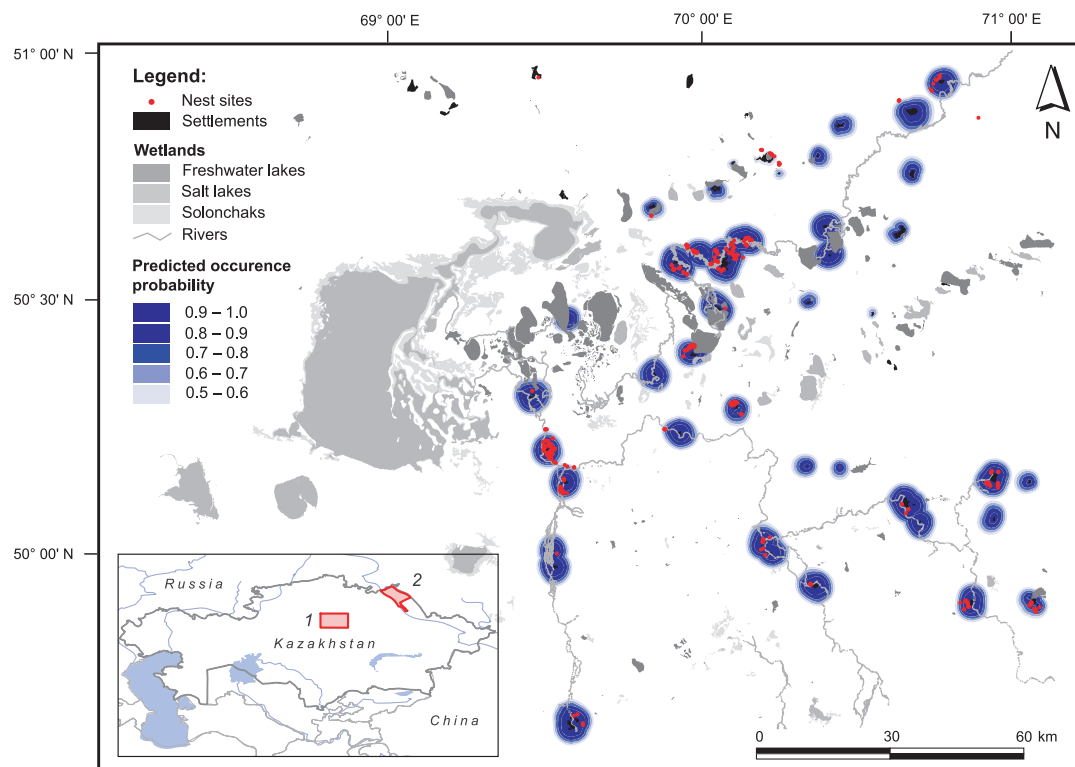 69° 00' E
70° 00' E
71° 00' E
51° 00' N
50° 30' N
50° 00' N
Legend:
Nest sites
Settlements
Wetlands
Freshwater lakes
Salt lakes
Solonchaks
Rivers
Predicted occurence
probability
0.9 – 1.0
0.8 – 0.9
0.7 – 0.8
0.6 – 0.7
0.5 – 0.6
N
Russia
2
1
Kazakhstan
China
0 30 60 km